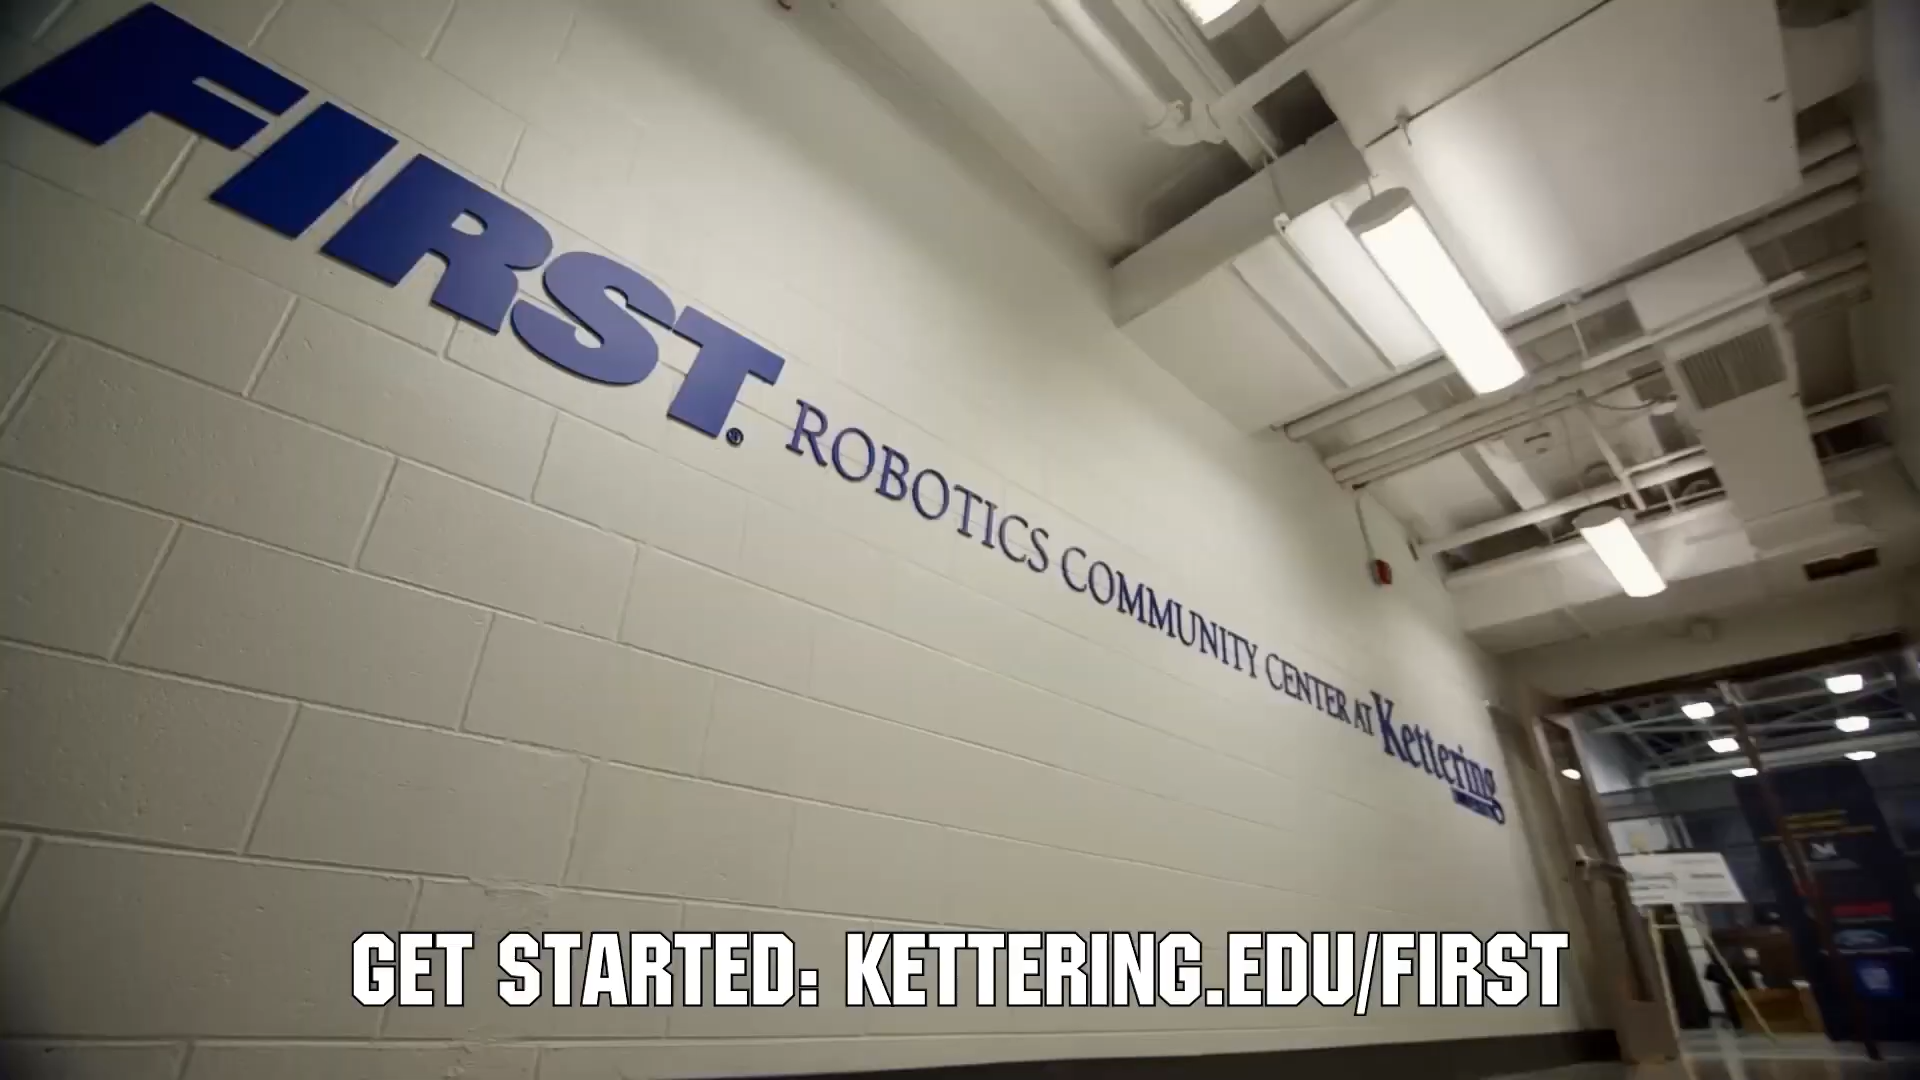 FIRST® ROBOTICS COMMUNITY CENTER AT Kettering
GET STARTED: KETTERING.EDU/FIRST